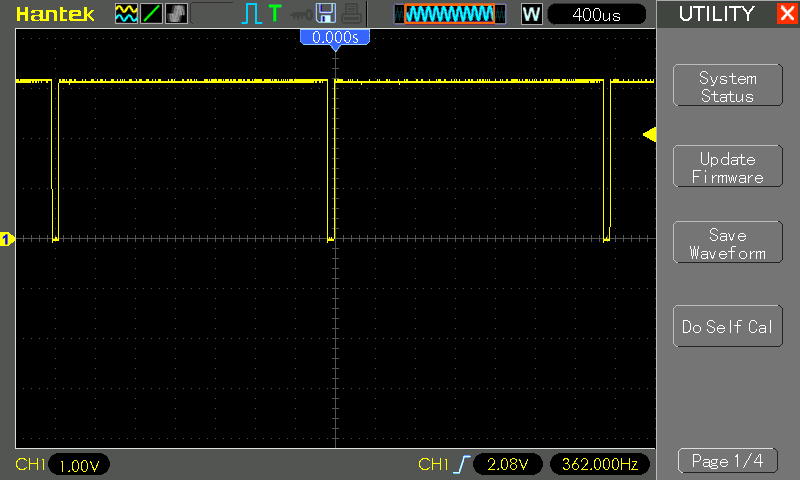 Hantek
T
W
400us
UTILITY
0.000s
System
Status
Update
Firmware
1
Save
Waveform
Do Self Cal
CH1 1.00V
CH1 2.08V 362.000Hz
Page 1/4